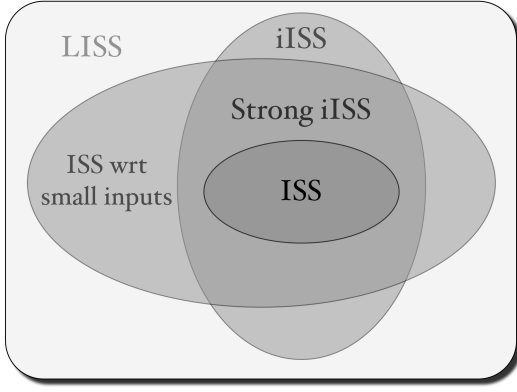 LISS
iISS
Strong iISS
ISS wrt
small inputs
ISS